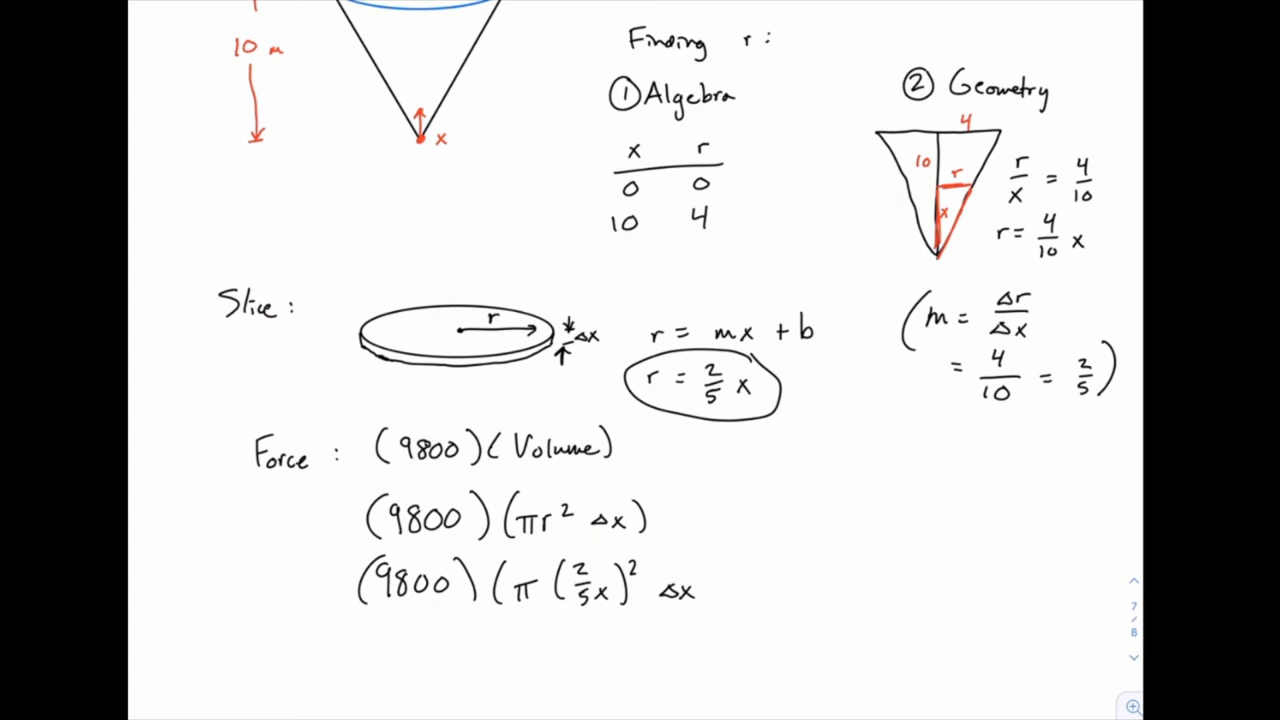 10 m
x
Finding r :
① Algebra
x r
0 0
10 4
② Geometry
4
10
r
x
r/x = 4/10
r = 4/10 x
Slice :
r
Δx
r = mx + b
r = 2/5 x
(m = Δr/Δx
= 4/10 = 2/5)
Force : (9800)(Volume)
(9800)(πr² Δx)
(9800)(π(2/5x)² Δx
7
/
8